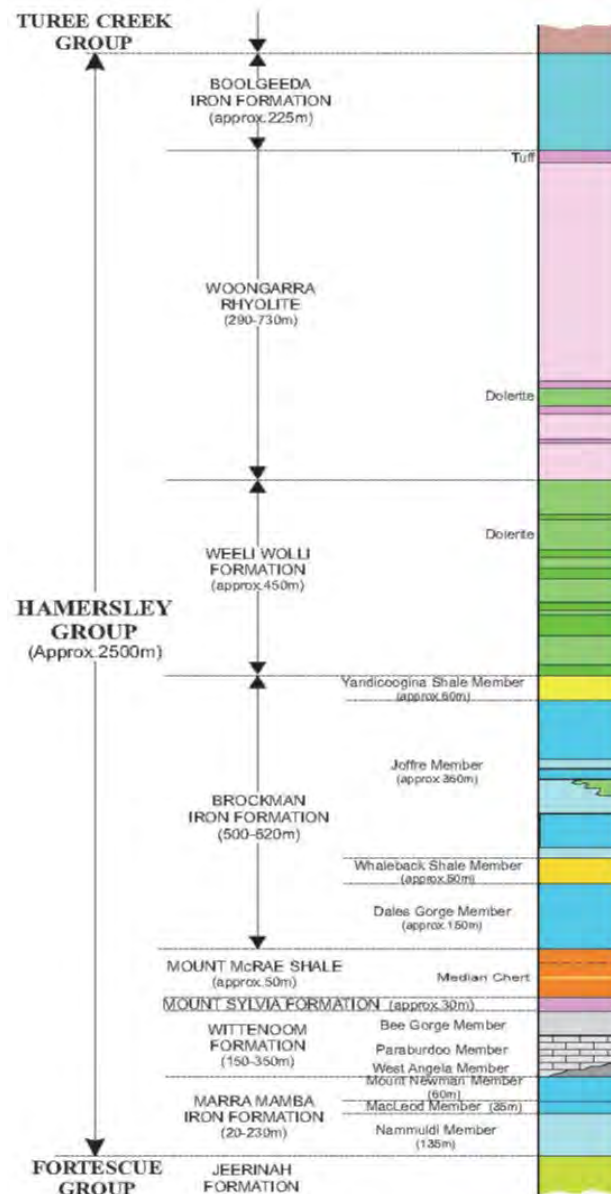 TUREE CREEK
GROUP
BOOLGEEDA
IRON FORMATION
(approx.225m)
Tuff
WOONGARRA
RHYOLITE
(290-730m)
Dolerite
WEELI WOLLI
FORMATION
(approx.450m)
Dolerite
HAMERSLEY
GROUP
(Approx.2500m)
Yandicoogina Shale Member
(approx.60m)
Joffre Member
(approx.360m)
BROCKMAN
IRON FORMATION
(500-620m)
Whaleback Shale Member
(approx.50m)
Dales Gorge Member
(approx.150m)
MOUNT McRAE SHALE
(approx.50m)
Median Chert
MOUNT SYLVIA FORMATION (approx.30m)
WITTENOOM
FORMATION
(150-350m)
Bee Gorge Member
Paraburdoo Member
West Angela Member
MARRA MAMBA
IRON FORMATION
(20-230m)
Mount Newman Member
(60m)
MacLeod Member (35m)
Nammuldi Member
(135m)
FORTESCUE
GROUP
JEERINAH
FORMATION